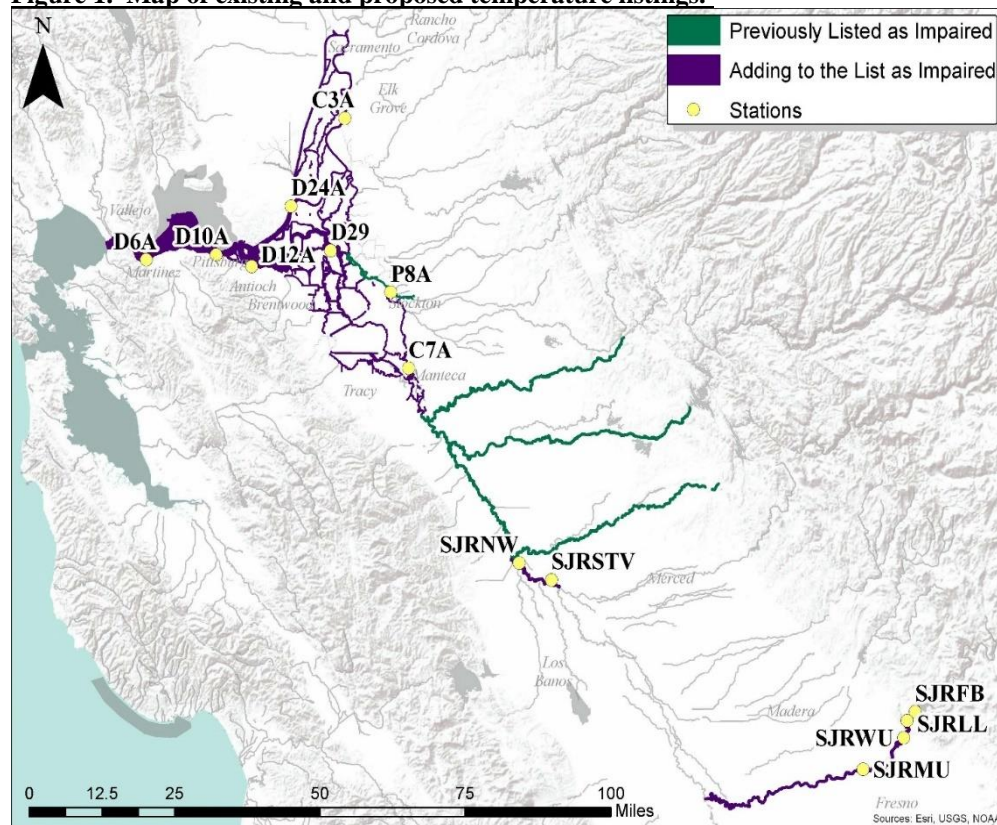 Figure 1. Map of existing and proposed temperature listings.
N
Previously Listed as Impaired
Adding to the List as Impaired
Stations
Rancho
Cordova
Sacramento
Elk
Grove
C3A
D24A
Vallejo
D6A
D10A
D29
Martinez
Pittsburg
D12A
P8A
Antioch
Brentwood
Stockton
C7A
Manteca
Tracy
SJRNW
SJRSTV
Merced
Los
Banos
Madera
SJRFB
SJRLL
SJRWU
SJRMU
Fresno
0 12.5 25 50 75 100
Miles
Sources: Esri, USGS, NOAA